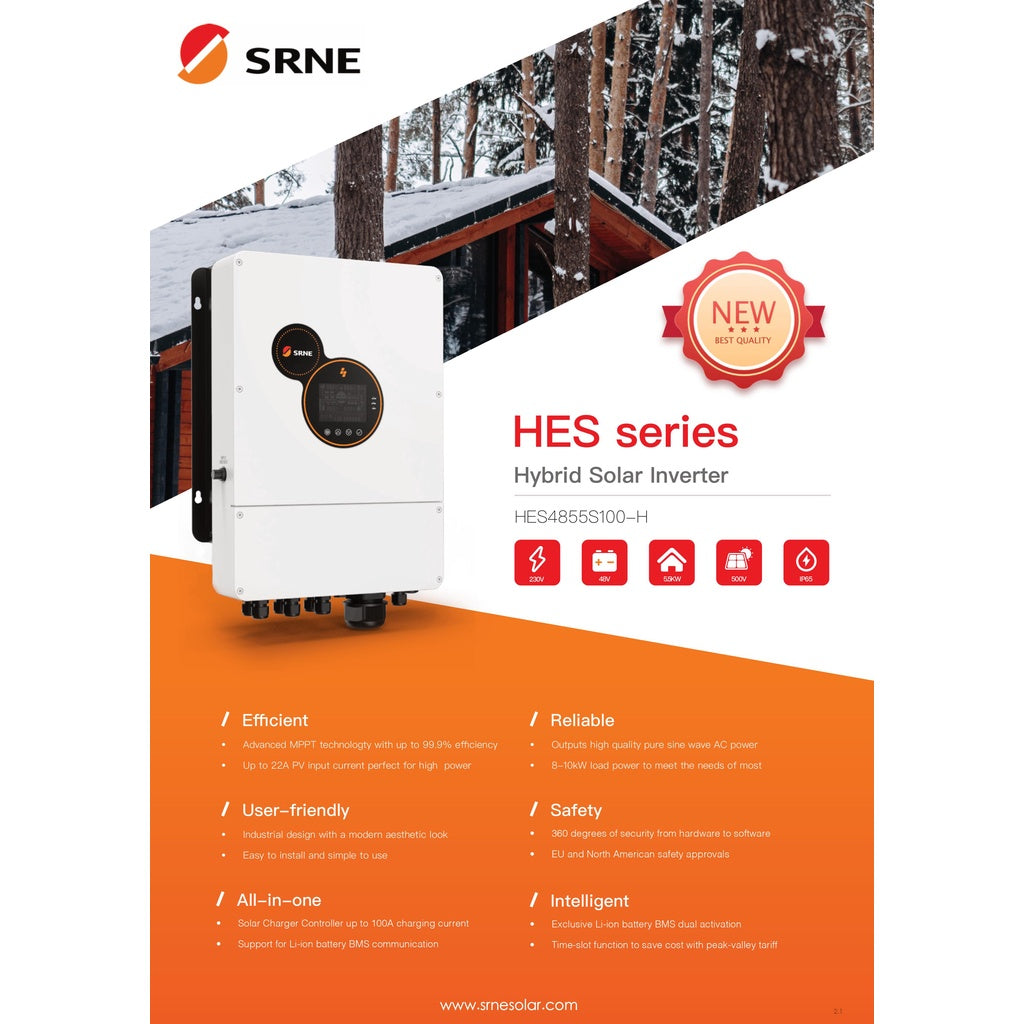 SRNE
SRNE
NEW
BEST QUALITY
HES series
Hybrid Solar Inverter
HES4855S100-H
230V
48V
5.5KW
500V
IP65
/ Efficient
• Advanced MPPT technologty with up to 99.9% efficiency
• Up to 22A PV input current perfect for high power
/ Reliable
• Outputs high quality pure sine wave AC power
• 8-10kW load power to meet the needs of most
/ User-friendly
• Industrial design with a modern aesthetic look
• Easy to install and simple to use
/ Safety
• 360 degrees of security from hardware to software
• EU and North American safety approvals
/ All-in-one
• Solar Charger Controller up to 100A charging current
• Support for Li-ion battery BMS communication
/ Intelligent
• Exclusive Li-ion battery BMS dual activation
• Time-slot function to save cost with peak-valley tariff
www.srnesolar.com
2.1